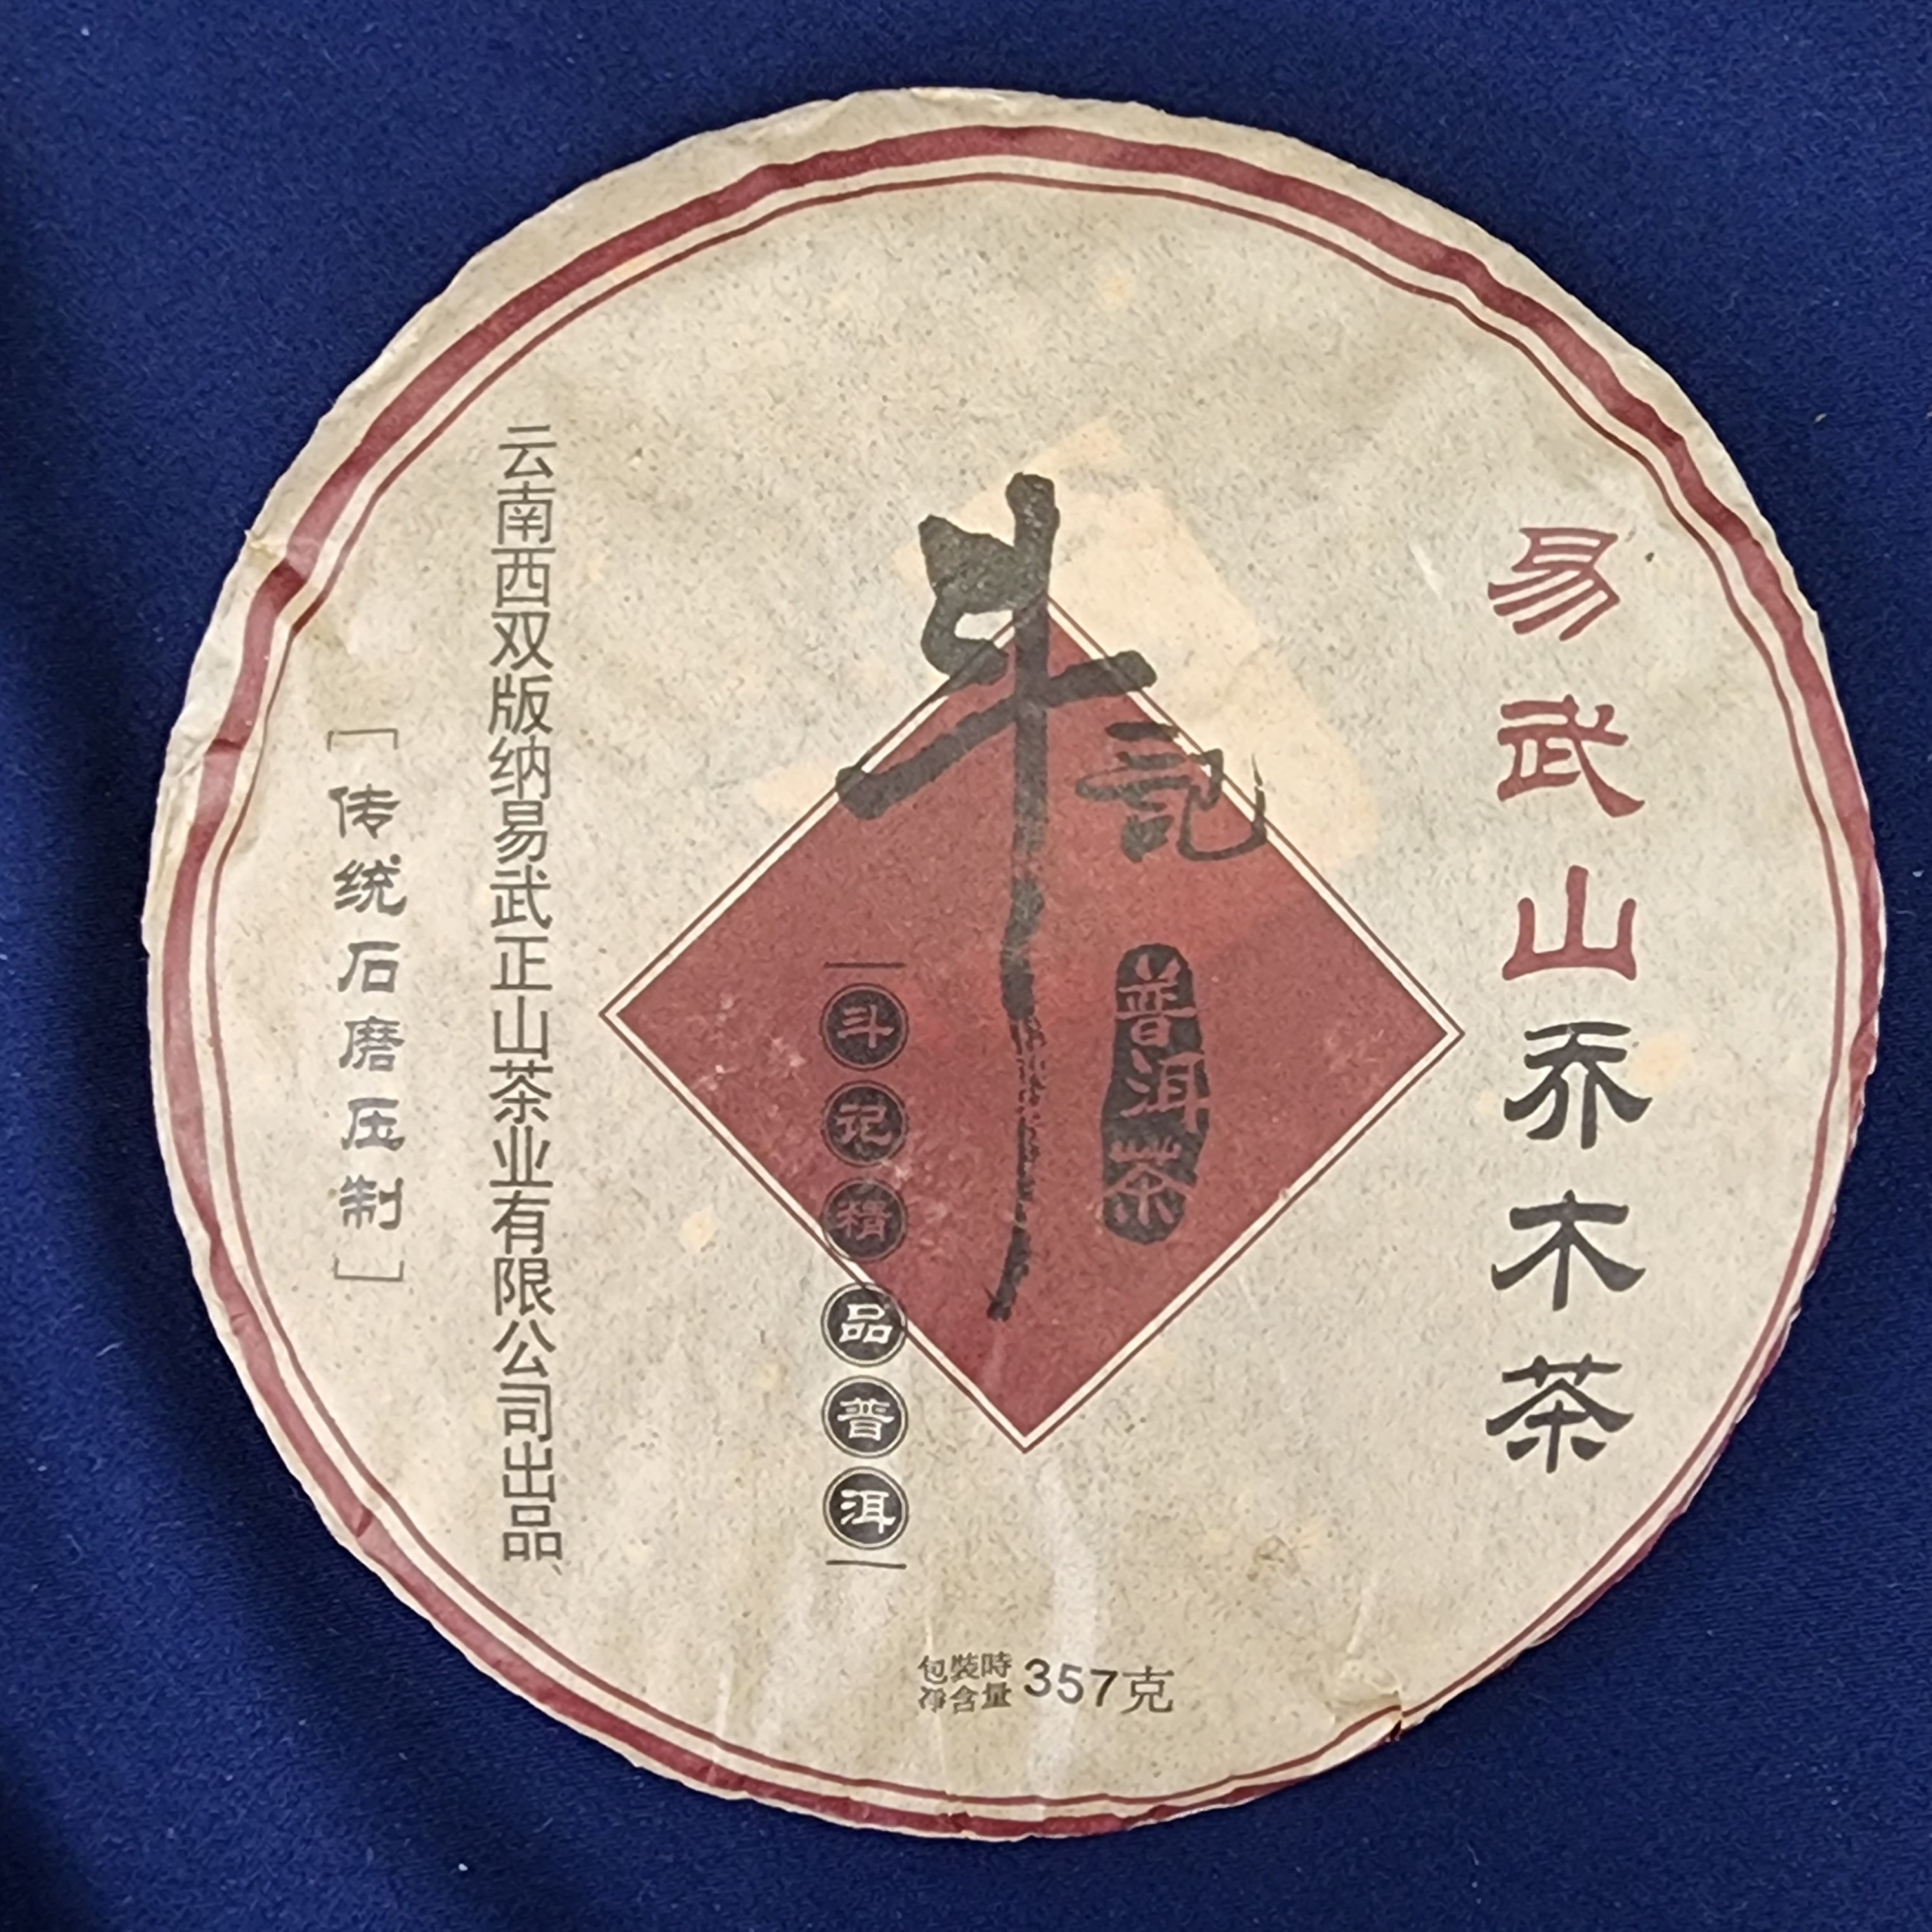 易武山乔木茶
斗記
普洱茶
斗记精品普洱
云南西双版纳易武正山茶业有限公司出品
［传统石磨压制］
包裝時
净含量
357克